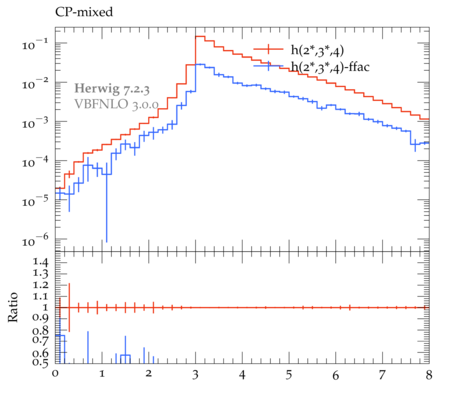 CP-mixed
10⁻¹
h(2*,3*,4)
h(2*,3*,4)-ffac
10⁻²
Herwig 7.2.3
VBFNLO 3.0.0
10⁻³
10⁻⁴
10⁻⁵
10⁻⁶
1.4
1.3
1.2
1.1
1
0.9
0.8
0.7
0.6
0.5
Ratio
0 1 2 3 4 5 6 7 8